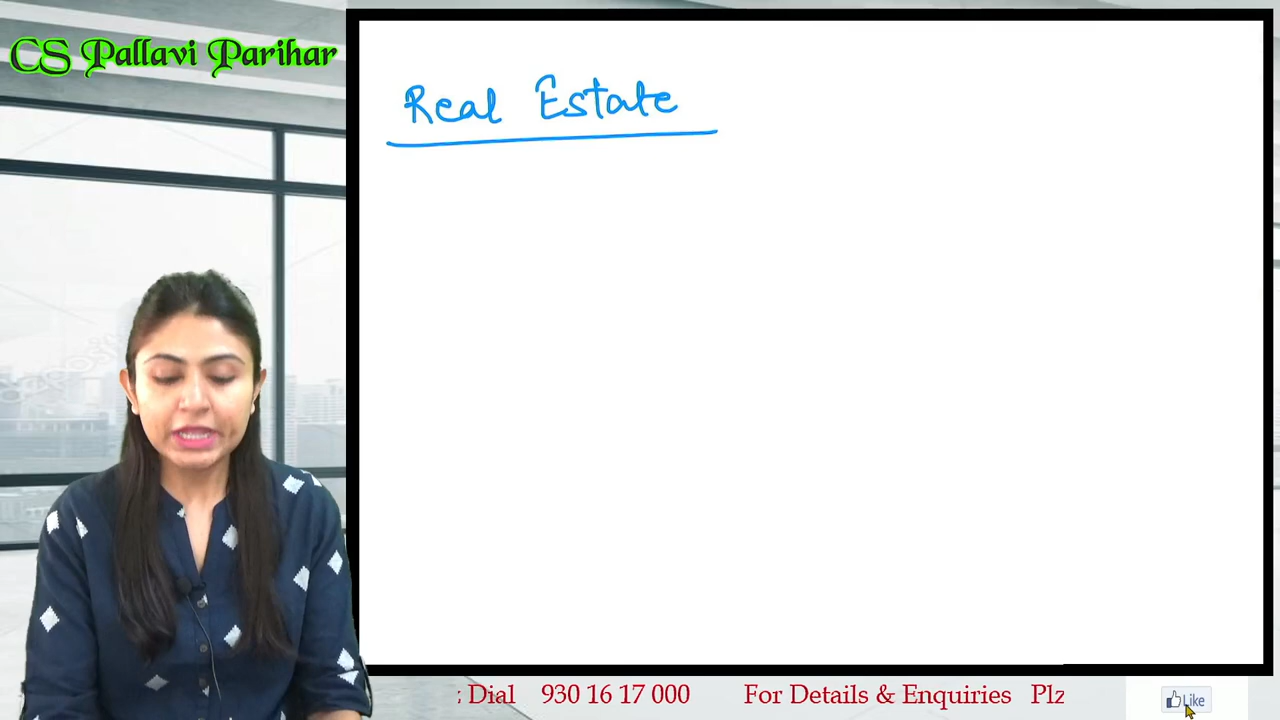 CS Pallavi Parihar
Real Estate
: Dial 930 16 17 000 For Details & Enquiries Plz
Like